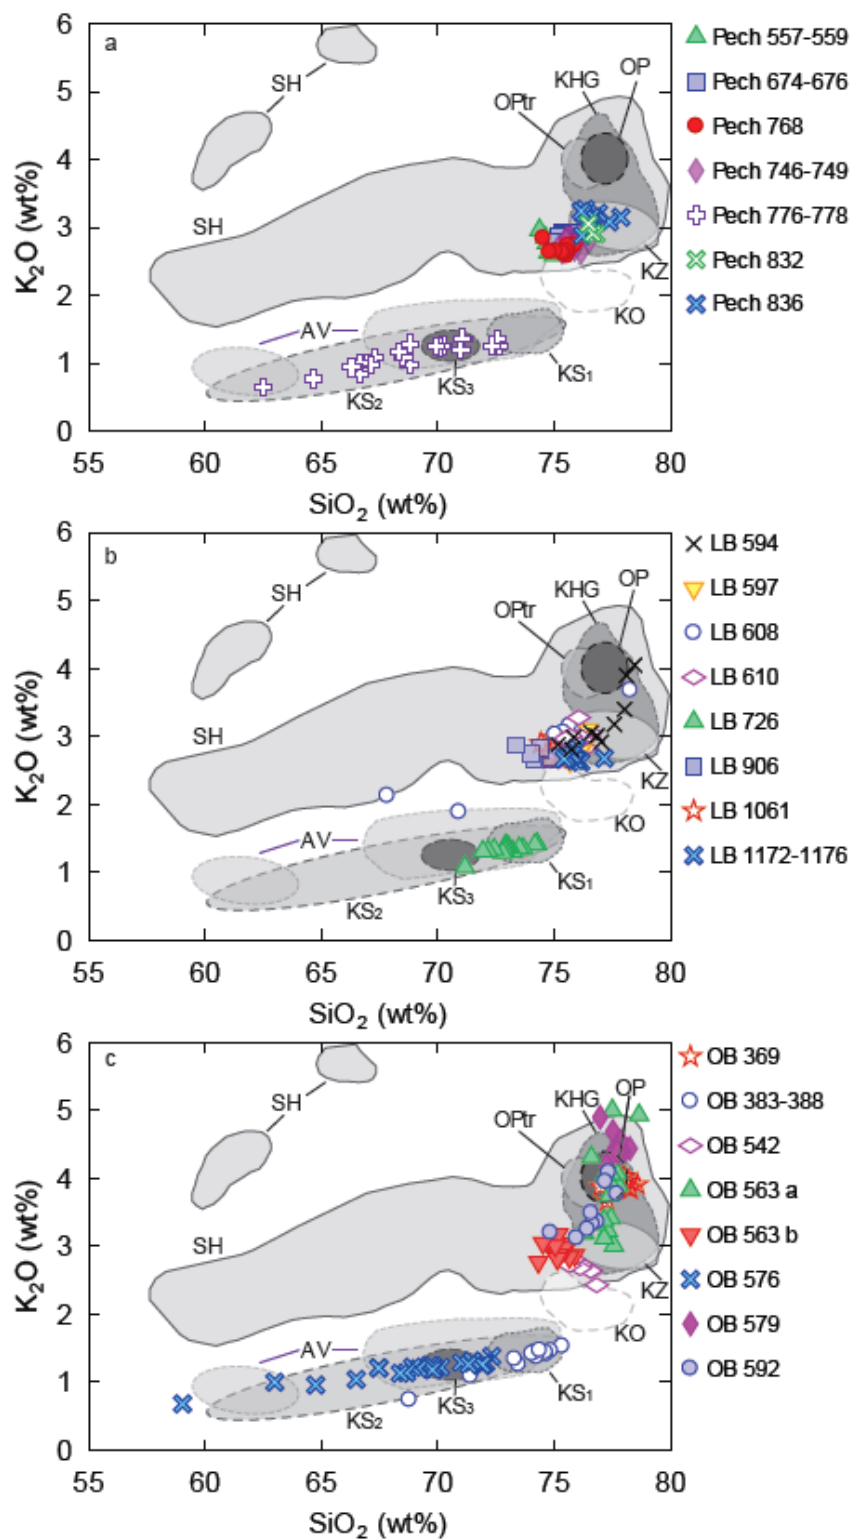 a
6
5
4
3
2
1
0
K₂O (wt%)
SH
SH
KHG
OP
OPtr
KZ
KO
AV
KS₂
KS₃
KS₁
55
60
65
70
75
80
SiO₂ (wt%)
Pech 557-559
Pech 674-676
Pech 768
Pech 746-749
Pech 776-778
Pech 832
Pech 836
b
6
5
4
3
2
1
0
K₂O (wt%)
SH
SH
KHG
OP
OPtr
KZ
KO
AV
KS₂
KS₃
KS₁
55
60
65
70
75
80
SiO₂ (wt%)
LB 594
LB 597
LB 608
LB 610
LB 726
LB 906
LB 1061
LB 1172-1176
c
6
5
4
3
2
1
0
K₂O (wt%)
SH
SH
KHG
OP
OPtr
KZ
KO
AV
KS₂
KS₃
KS₁
55
60
65
70
75
80
SiO₂ (wt%)
OB 369
OB 383-388
OB 542
OB 563 a
OB 563 b
OB 576
OB 579
OB 592